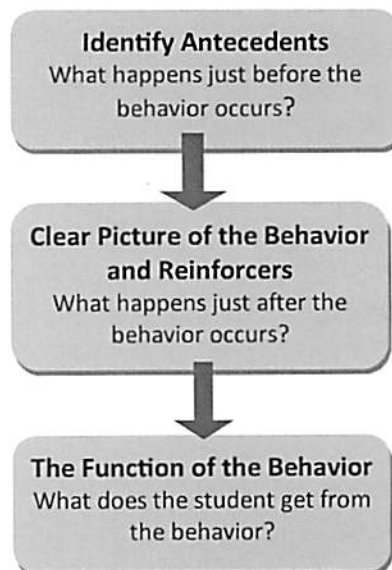 Identify Antecedents
What happens just before the
behavior occurs?
Clear Picture of the Behavior
and Reinforcers
What happens just after the
behavior occurs?
The Function of the Behavior
What does the student get from
the behavior?